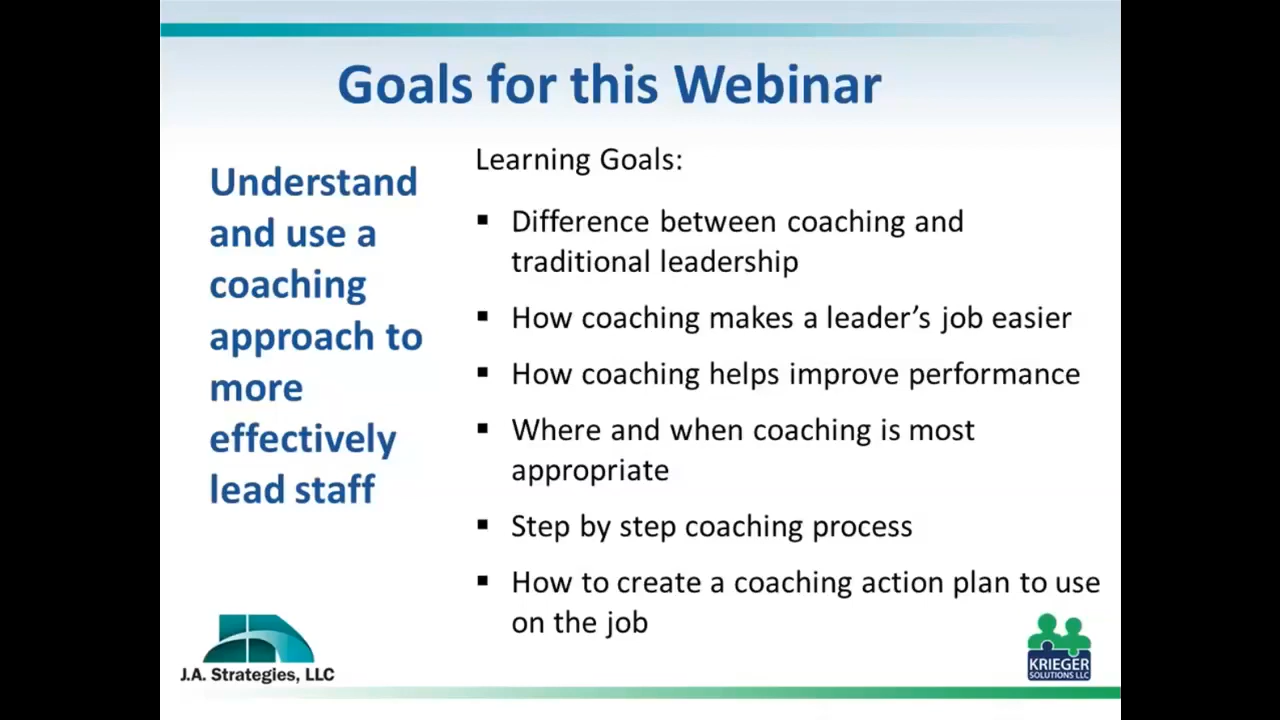 Goals for this Webinar
Understand
and use a
coaching
approach to
more
effectively
lead staff
Learning Goals:
▪ Difference between coaching and
traditional leadership
▪ How coaching makes a leader’s job easier
▪ How coaching helps improve performance
▪ Where and when coaching is most
appropriate
▪ Step by step coaching process
▪ How to create a coaching action plan to use
on the job
J.A. Strategies, LLC
KRIEGER
SOLUTIONS LLC